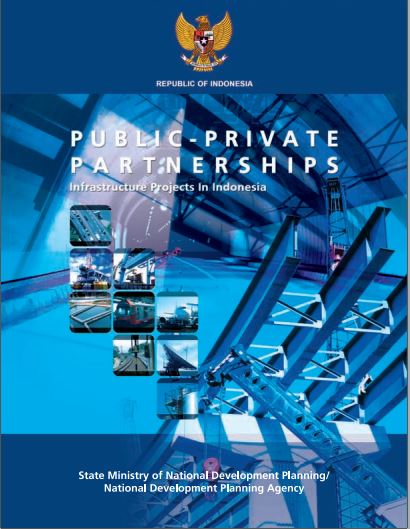 REPUBLIC OF INDONESIA
PUBLIC-PRIVATE
PARTNERSHIPS
Infrastructure Projects In Indonesia
State Ministry of National Development Planning/
National Development Planning Agency